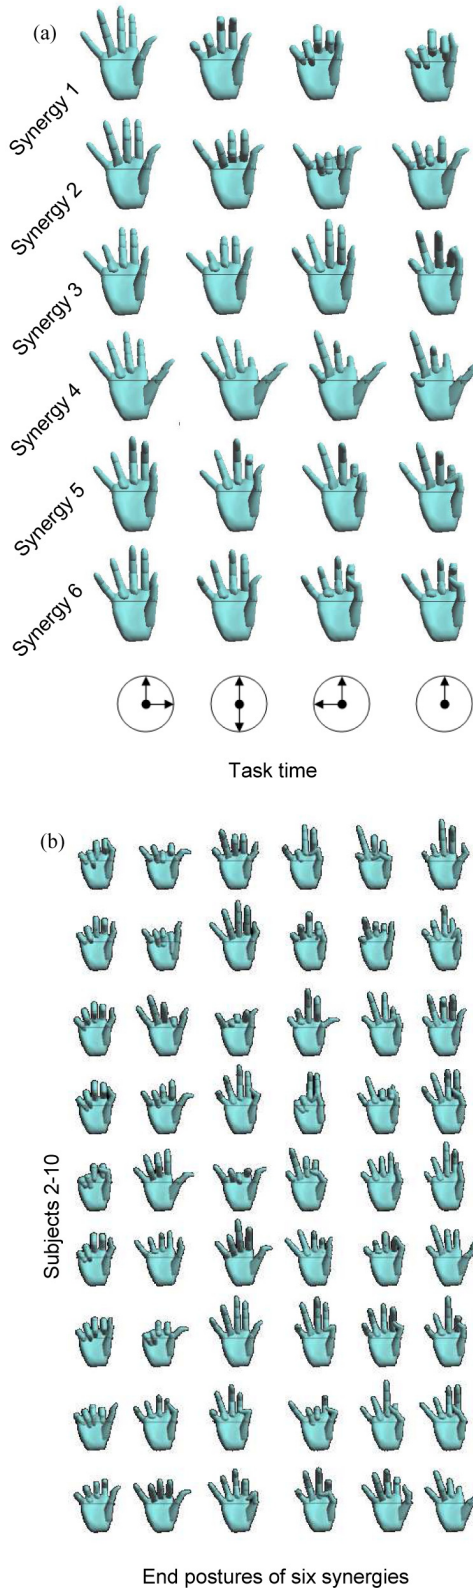 (a)
Synergy 1
Synergy 2
Synergy 3
Synergy 4
Synergy 5
Synergy 6
Task time
(b)
Subjects 2-10
End postures of six synergies